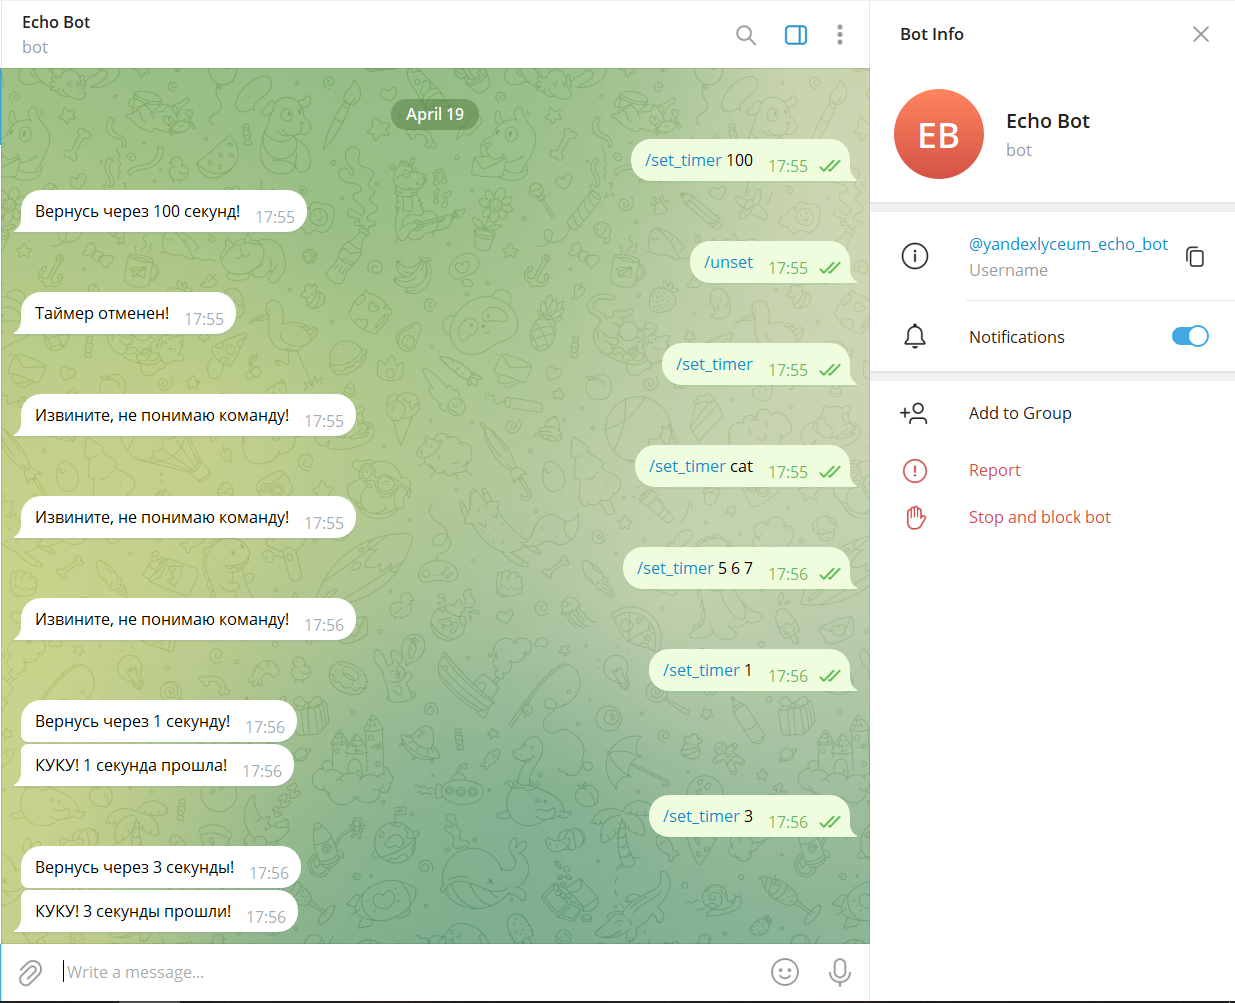 Echo Bot
bot
April 19
/set_timer 100 17:55
Вернусь через 100 секунд! 17:55
/unset 17:55
Таймер отменен! 17:55
/set_timer 17:55
Извините, не понимаю команду! 17:55
/set_timer cat 17:55
Извините, не понимаю команду! 17:55
/set_timer 5 6 7 17:56
Извините, не понимаю команду! 17:56
/set_timer 1 17:56
Вернусь через 1 секунду! 17:56
КУКУ! 1 секунда прошла! 17:56
/set_timer 3 17:56
Вернусь через 3 секунды! 17:56
КУКУ! 3 секунды прошли! 17:56
Write a message...
Bot Info
EB
Echo Bot
bot
@yandexlyceum_echo_bot
Username
Notifications
Add to Group
Report
Stop and block bot